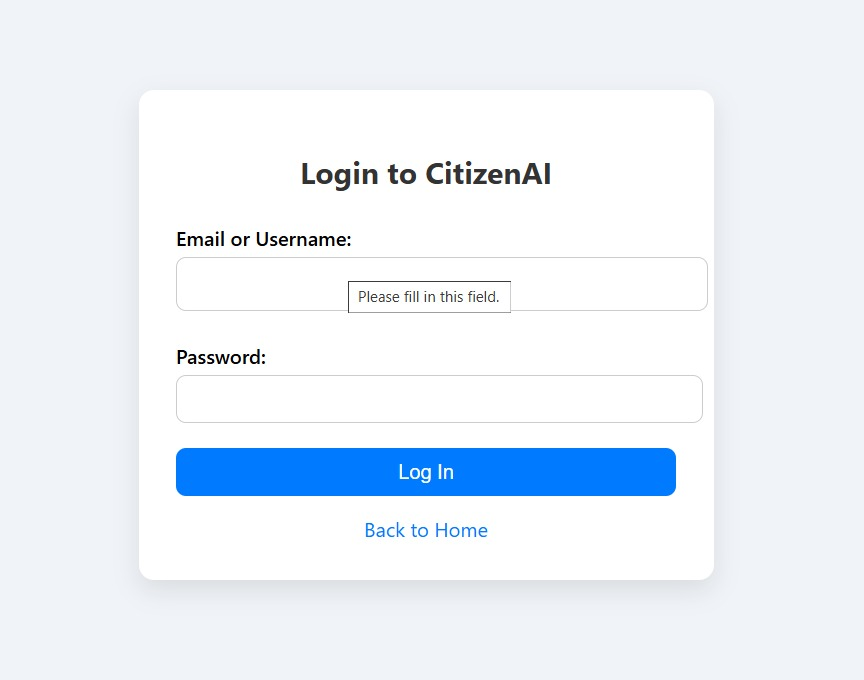 Login to CitizenAI
Email or Username:
Please fill in this field.
Password:
Log In
Back to Home